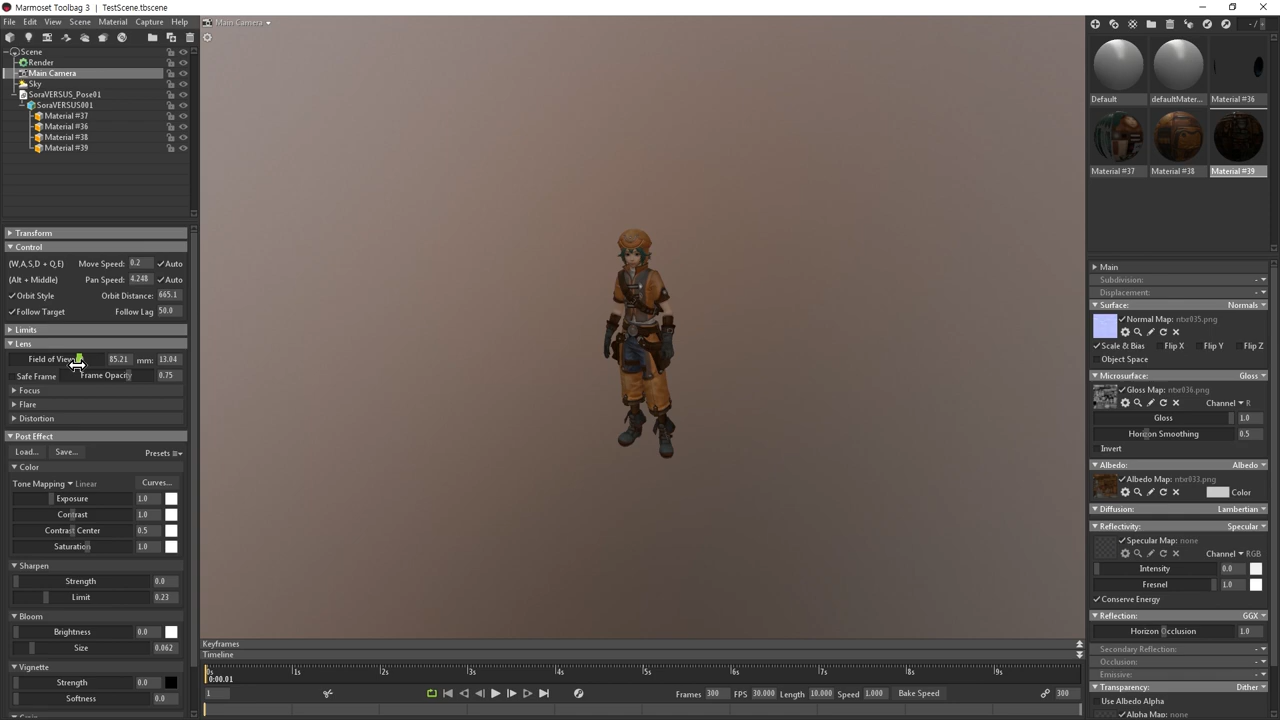 Marmoset Toolbag 3 | TestScene.tbscene
File Edit View Scene Material Capture Help
Main Camera
Scene
Render
Main Camera
Sky
SoraVERSUS_Pose01
SoraVERSUS001
Material #37
Material #36
Material #38
Material #39
Transform
Control
(W,A,S,D + Q,E) Move Speed: 0.2 Auto
(Alt + Middle) Pan Speed: 4.248 Auto
Orbit Style Orbit Distance: 665.1
Follow Target Follow Lag 50.0
Limits
Lens
Field of View 85.21 mm: 13.04
Safe Frame Frame Opacity 0.75
Focus
Flare
Distortion
Post Effect
Load... Save... Presets
Color
Tone Mapping Linear Curves...
Exposure 1.0
Contrast 1.0
Contrast Center 0.5
Saturation 1.0
Sharpen
Strength 0.0
Limit 0.23
Bloom
Brightness 0.0
Size 0.062
Vignette
Strength 0.0
Softness 0.0
Keyframes
Timeline
0s 1s 2s 3s 4s 5s 6s 7s 8s 9s
0:00.01
1 Frames 300 FPS 30.000 Length 10.000 Speed 1.000 Bake Speed 300
- / -
Default defaultMater... Material #36
Material #37 Material #38 Material #39
Main
Subdivision: -
Displacement: -
Surface: Normals
Normal Map: ntxr035.png
Scale & Bias Flip X Flip Y Flip Z
Object Space
Microsurface: Gloss
Gloss Map: ntxr036.png
Channel R
Gloss 1.0
Horizon Smoothing 0.5
Invert
Albedo: Albedo
Albedo Map: ntxr033.png
Color
Diffusion: Lambertian
Reflectivity: Specular
Specular Map: none
Channel RGB
Intensity 0.0
Fresnel 1.0
Conserve Energy
Reflection: GGX
Horizon Occlusion 1.0
Secondary Reflection: -
Occlusion: -
Emissive: -
Transparency: Dither
Use Albedo Alpha
Alpha Map: none